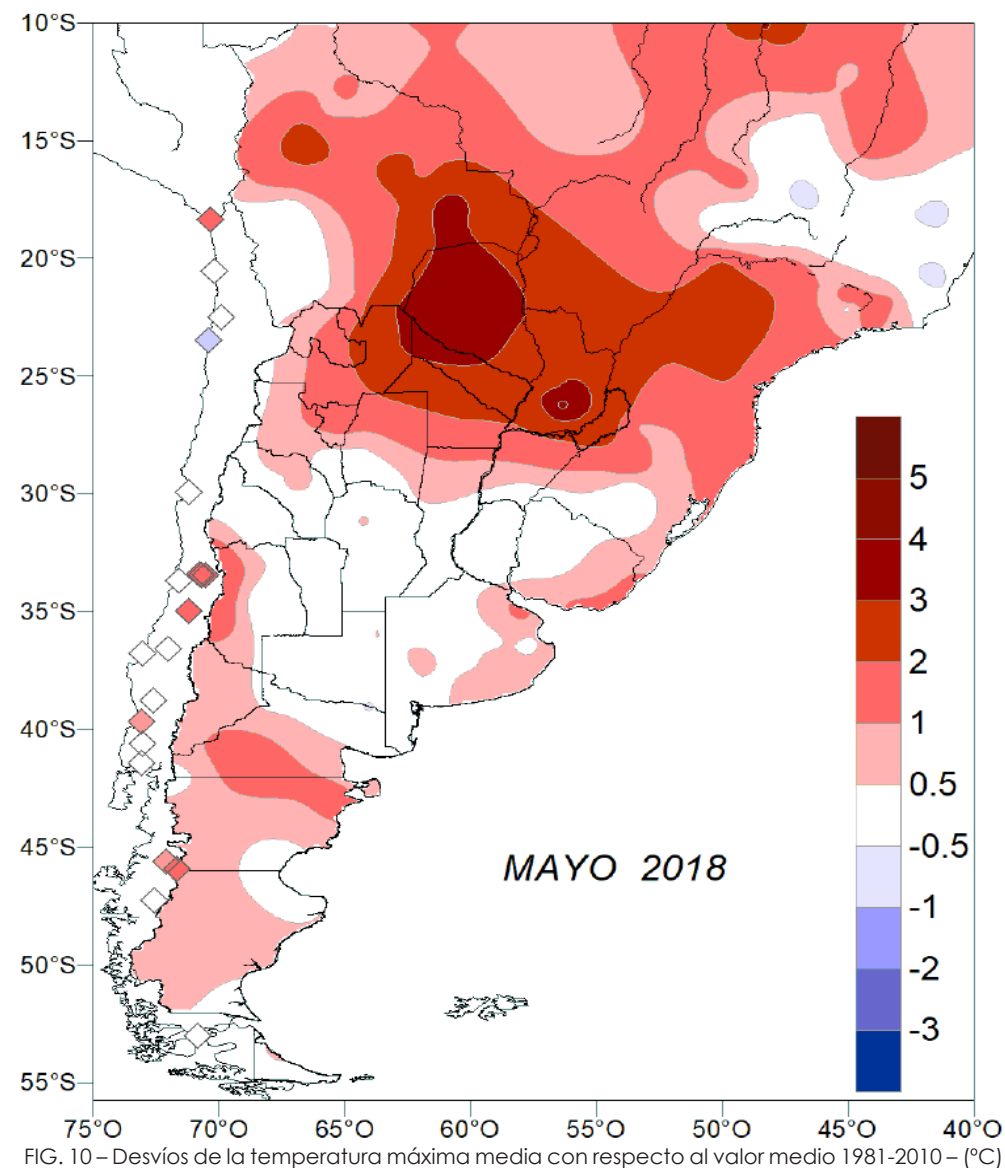 10°S
15°S
20°S
25°S
30°S
35°S
40°S
45°S
50°S
55°S
5
4
3
2
1
0.5
-0.5
-1
-2
-3
MAYO 2018
75°O 70°O 65°O 60°O 55°O 50°O 45°O 40°O
FIG. 10 – Desvíos de la temperatura máxima media con respecto al valor medio 1981-2010 – (ºC)